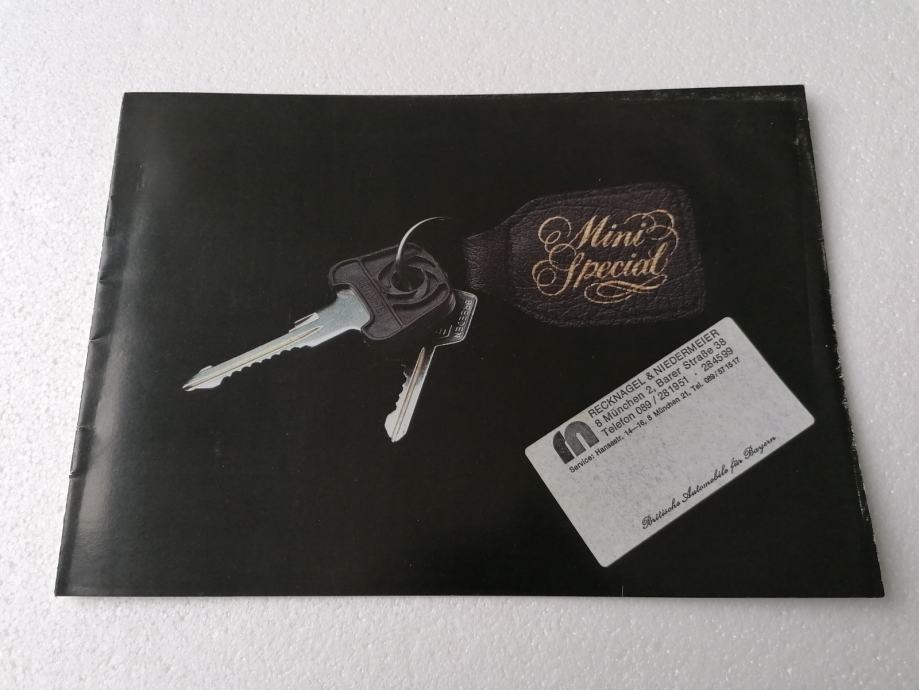 Mini
Special
RECKNAGEL & NIEDERMEIER
8 München 2, Barer Straße 38
Telefon 089 / 281951 · 284599
Service: Hansastr. 14—16, 8 München 21, Tel. 089/571517
Britische Automobile für Bayern